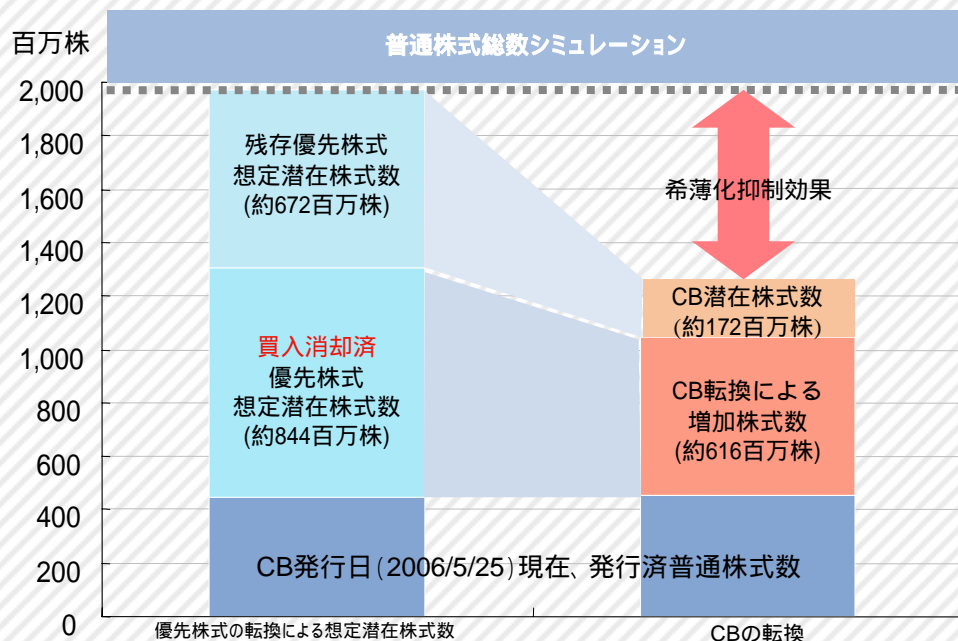 百万株
普通株式総数シミュレーション
2,000
1,800
1,600
1,400
1,200
1,000
800
600
400
200
0
残存優先株式
想定潜在株式数
(約672百万株)
買入消却済
優先株式
想定潜在株式数
(約844百万株)
希薄化抑制効果
CB潜在株式数
(約172百万株)
CB転換による
増加株式数
(約616百万株)
CB発行日(2006/5/25)現在、発行済普通株式数
優先株式の転換による想定潜在株式数
CBの転換